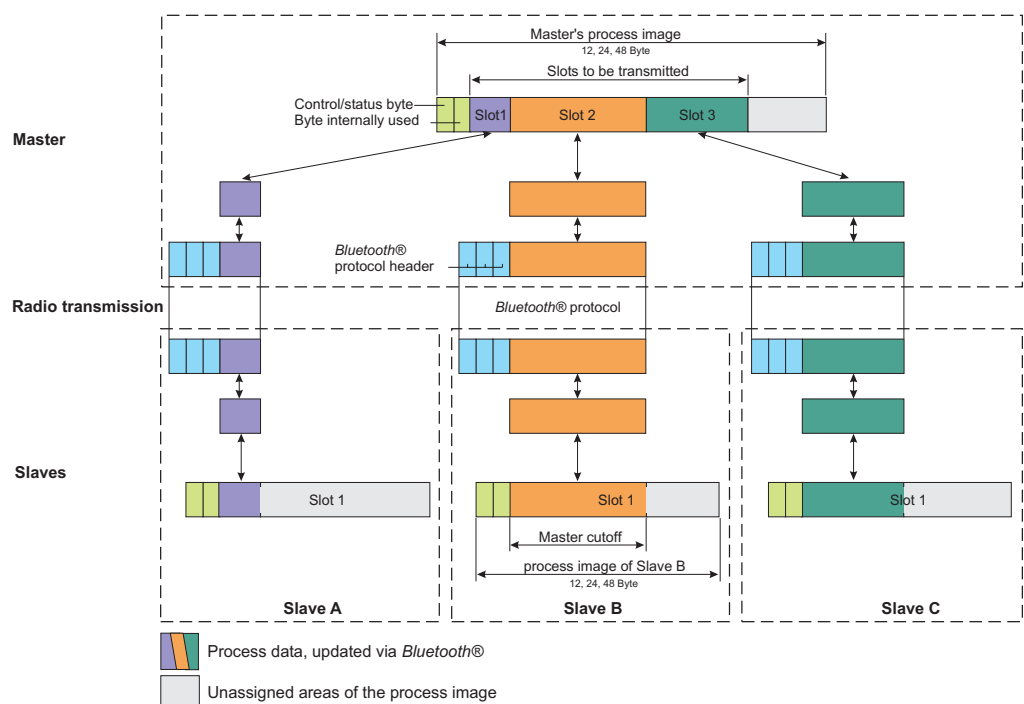 Master's process image
12, 24, 48 Byte
Slots to be transmitted
Control/status byte
Byte internally used
Slot1
Slot 2
Slot 3
Master
Bluetooth®
protocol header
Radio transmission
Bluetooth® protocol
Slaves
Slot 1
Slot 1
Slot 1
Master cutoff
process image of Slave B
12, 24, 48 Byte
Slave A
Slave B
Slave C
Process data, updated via Bluetooth®
Unassigned areas of the process image